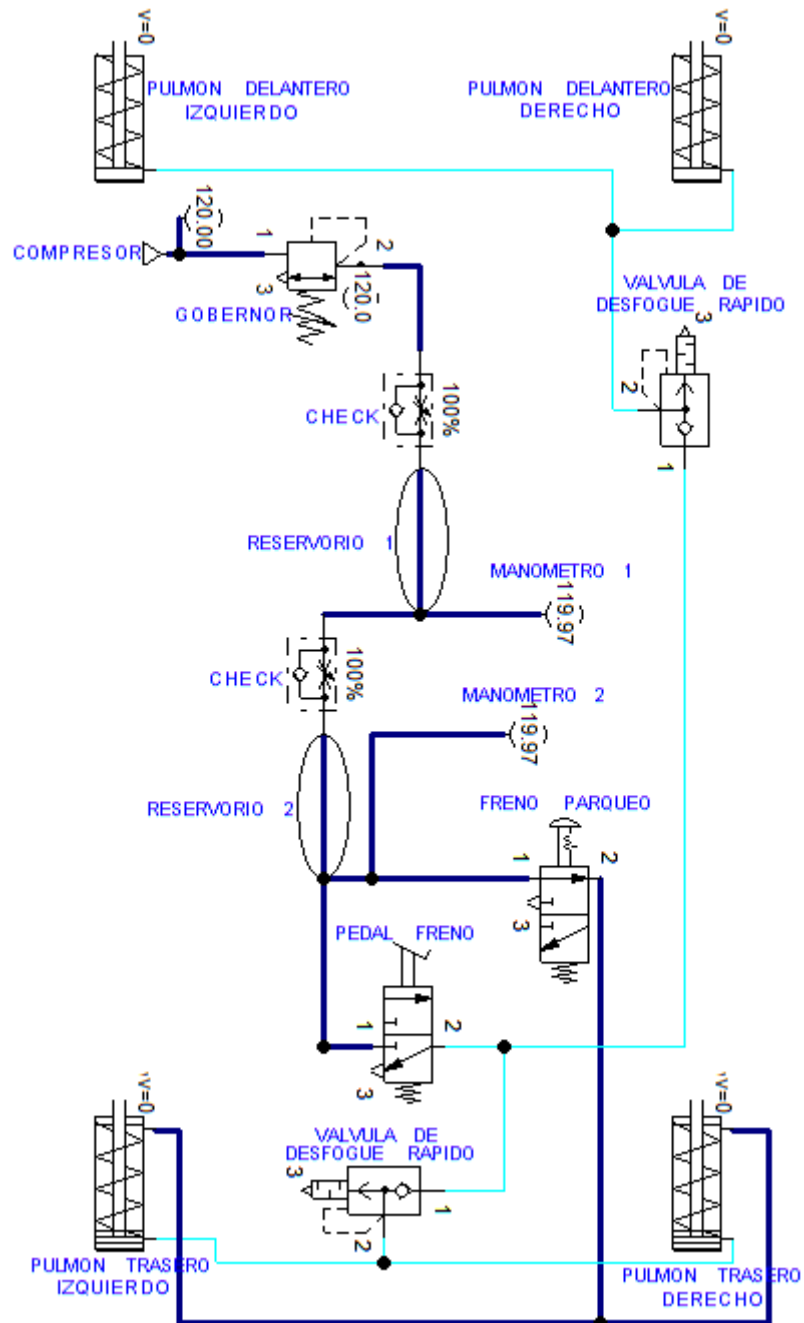 v=0
v=0
PULMON DELANTERO
IZQUIERDO
PULMON DELANTERO
DERECHO
120.00
COMPRESOR
1
2
3
120.0
GOBERNOR
VALVULA DE
DESFOGUE RAPIDO
3
2
1
CHECK
100%
RESERVORIO 1
MANOMETRO 1
119.97
CHECK
100%
MANOMETRO 2
119.97
RESERVORIO 2
FRENO PARQUEO
1
2
3
PEDAL FRENO
1
2
3
v=0
v=0
VALVULA DE
DESFOGUE RAPIDO
3
1
2
PULMON TRASERO
IZQUIERDO
PULMON TRASERO
DERECHO